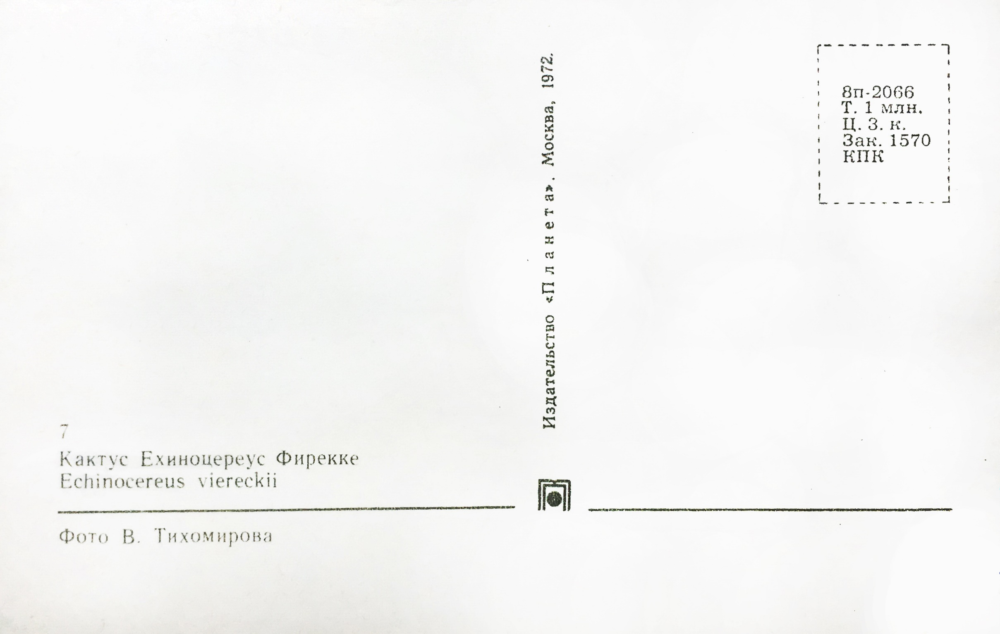 7
Кактус Ехиноцереус Фирекке
Echinocereus viereckii
Фото В. Тихомирова
Издательство «Планета». Москва, 1972.
8п-2066
Т. 1 млн.
Ц. 3. к.
Зак. 1570
КПК